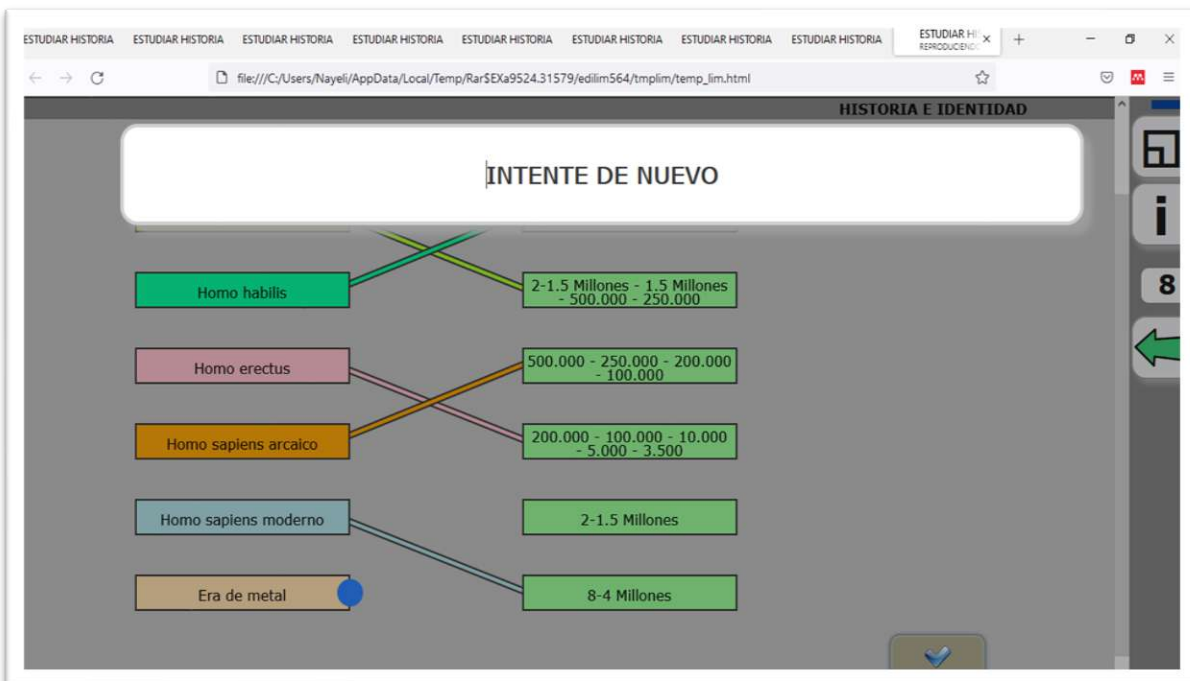 ESTUDIAR HISTORIA ESTUDIAR HISTORIA ESTUDIAR HISTORIA ESTUDIAR HISTORIA ESTUDIAR HISTORIA ESTUDIAR HISTORIA ESTUDIAR HISTORIA ESTUDIAR HISTORIA ESTUDIAR HI
REPRODUCIENDO
file:///C:/Users/Nayeli/AppData/Local/Temp/Rar$EXa9524.31579/edilim564/tmplim/temp_lim.html
HISTORIA E IDENTIDAD
INTENTE DE NUEVO
Homo habilis
2-1.5 Millones - 1.5 Millones
- 500.000 - 250.000
Homo erectus
500.000 - 250.000 - 200.000
- 100.000
Homo sapiens arcaico
200.000 - 100.000 - 10.000
- 5.000 - 3.500
Homo sapiens moderno
2-1.5 Millones
Era de metal
8-4 Millones
i
8